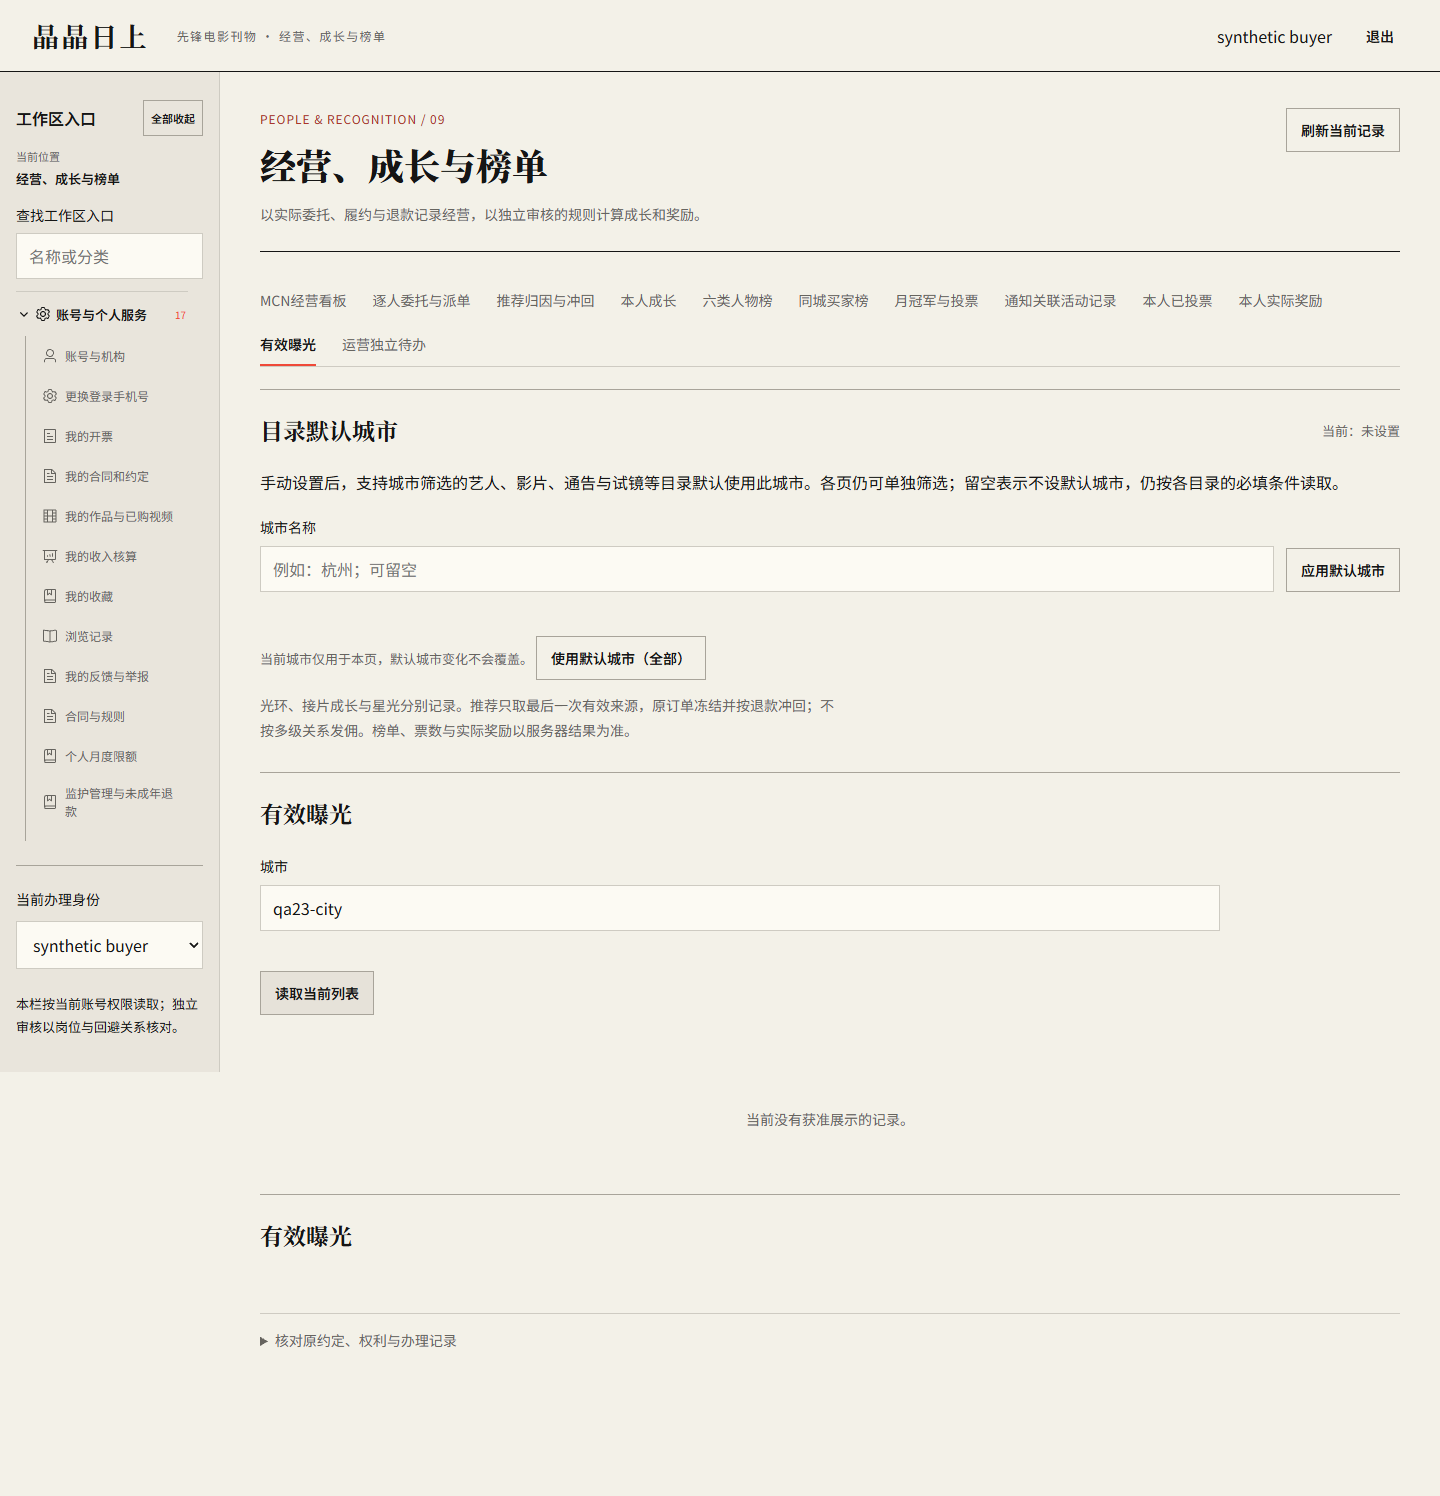 晶晶日上
先锋电影刊物 · 经营、成长与榜单
synthetic buyer
退出
工作区入口
全部收起
当前位置
经营、成长与榜单
查找工作区入口
名称或分类
账号与个人服务
17
账号与机构
更换登录手机号
我的开票
我的合同和约定
我的作品与已购视频
我的收入核算
我的收藏
浏览记录
我的反馈与举报
合同与规则
个人月度限额
监护管理与未成年退
款
当前办理身份
synthetic buyer
本栏按当前账号权限读取；独立
审核以岗位与回避关系核对。
PEOPLE & RECOGNITION / 09
经营、成长与榜单
刷新当前记录
以实际委托、履约与退款记录经营，以独立审核的规则计算成长和奖励。
MCN经营看板
逐人委托与派单
推荐归因与冲回
本人成长
六类人物榜
同城买家榜
月冠军与投票
通知关联活动记录
本人已投票
本人实际奖励
有效曝光
运营独立待办
目录默认城市
当前：未设置
手动设置后，支持城市筛选的艺人、影片、通告与试镜等目录默认使用此城市。各页仍可单独筛选；留空表示不设默认城市，仍按各目录的必填条件读取。
城市名称
例如：杭州；可留空
应用默认城市
当前城市仅用于本页，默认城市变化不会覆盖。
使用默认城市（全部）
光环、接片成长与星光分别记录。推荐只取最后一次有效来源，原订单冻结并按退款冲回；不
按多级关系发佣。榜单、票数与实际奖励以服务器结果为准。
有效曝光
城市
qa23-city
读取当前列表
当前没有获准展示的记录。
有效曝光
核对原约定、权利与办理记录